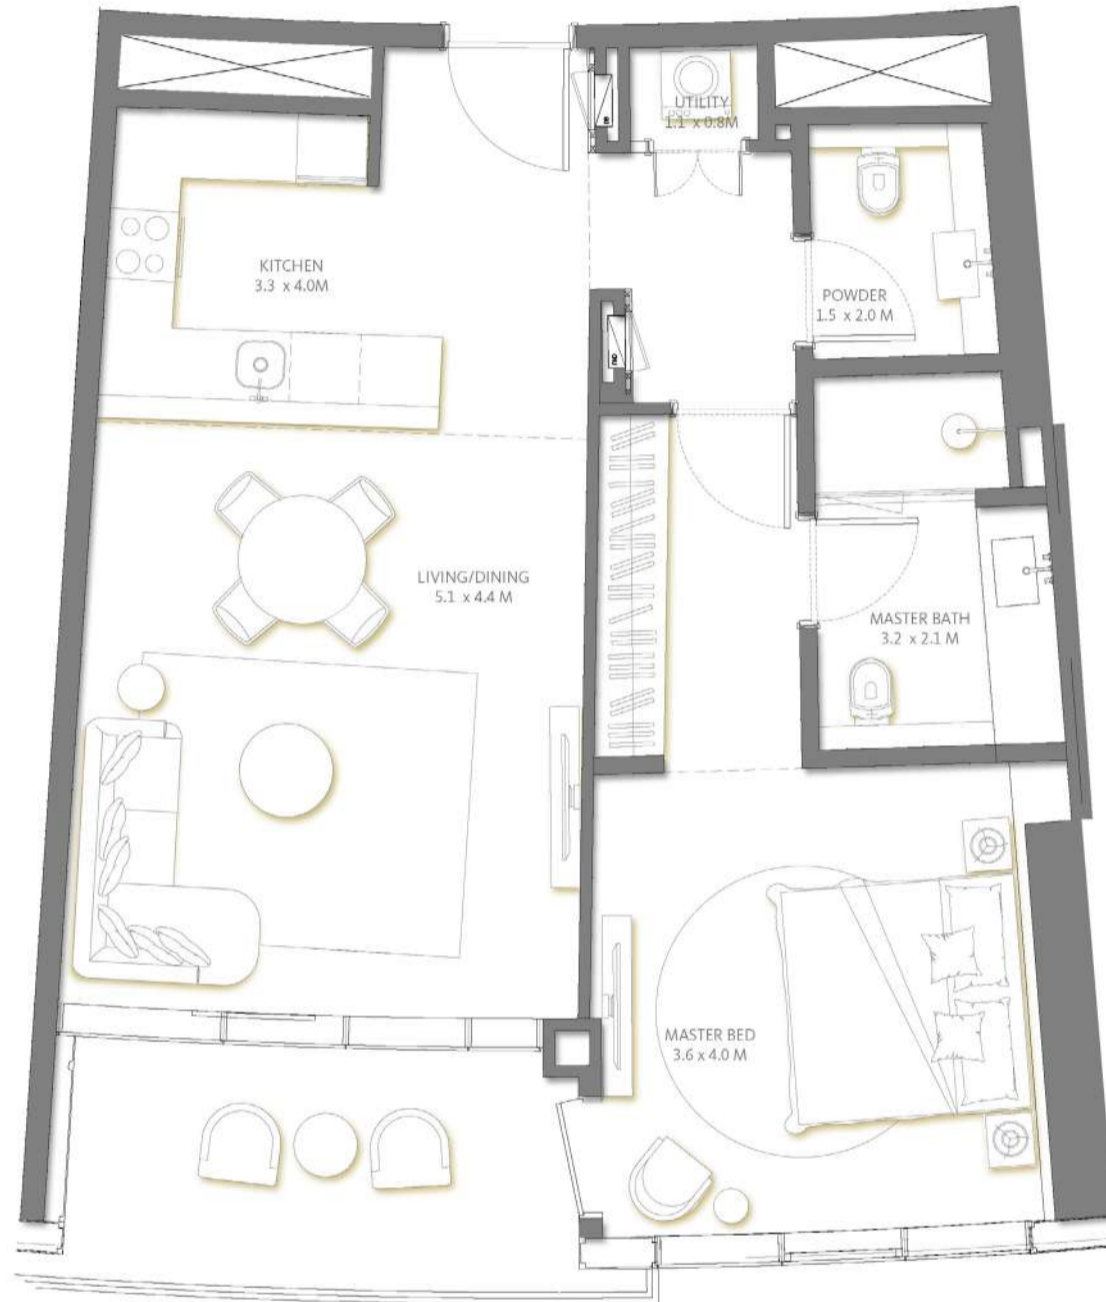 UTILITY
1.1 x 0.8M
DB
KITCHEN
3.3 x 4.0M
POWDER
1.5 x 2.0 M
LIVING/DINING
5.1 x 4.4 M
MASTER BATH
3.2 x 2.1 M
MASTER BED
3.6 x 4.0 M